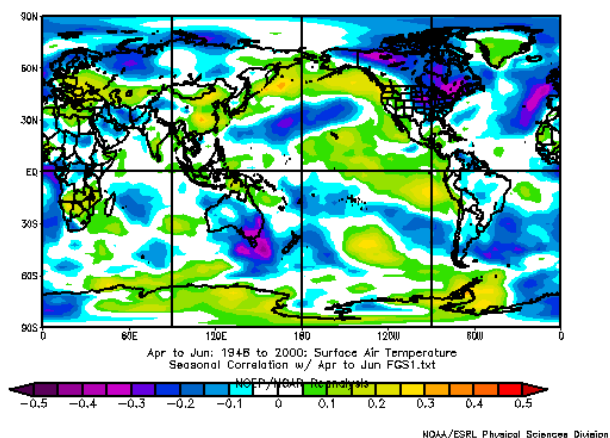 90N
60N
30N
EQ
30S
60S
90S
0 60E 120E 180 120W 60W 0
Apr to Jun: 1948 to 2000: Surface Air Temperature
Seasonal Correlation w/ Apr to Jun FGS1.txt
NCEP/NCAR Reanalysis
-0.5 -0.4 -0.3 -0.2 -0.1 0 0.1 0.2 0.3 0.4 0.5
NOAA/ESRL Physical Sciences Division